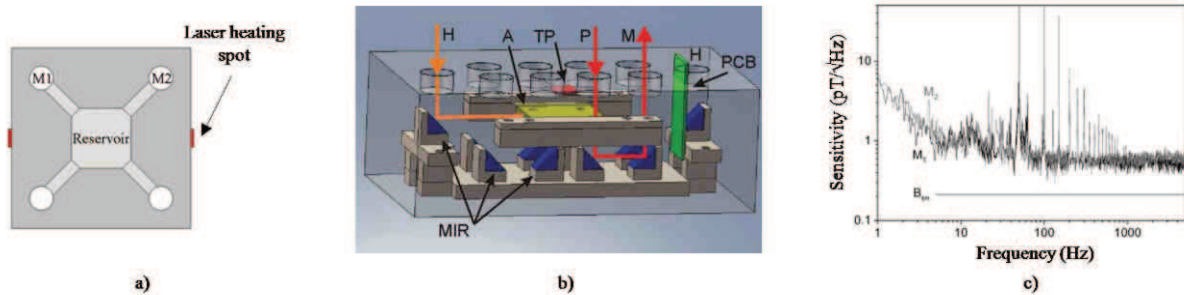 a)
Laser heating
spot
M1
M2
Reservoir
b)
H
A
TP
P
M
H
PCB
MIR
c)
Sensitivity (pT/√Hz)
10
1
0.1
M2
M1
Bsn
1
10
100
1000
Frequency (Hz)
a)
b)
c)